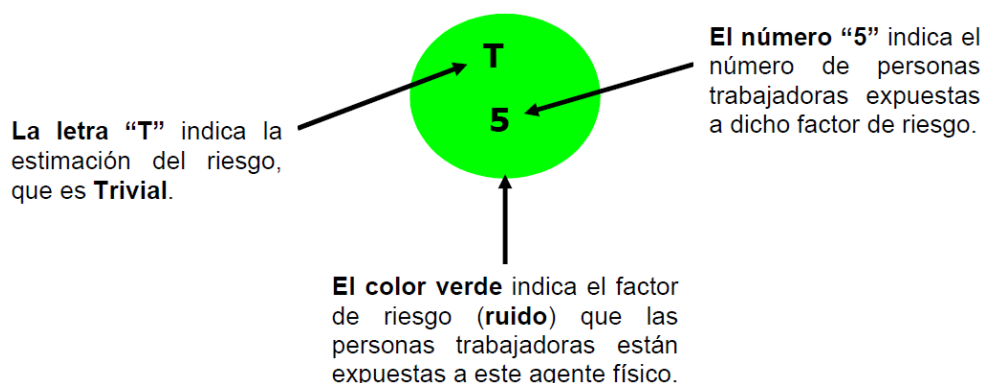 T
5
La letra “T” indica la
estimación del riesgo,
que es Trivial.
El número “5” indica el
número de personas
trabajadoras expuestas
a dicho factor de riesgo.
El color verde indica el factor
de riesgo (ruido) que las
personas trabajadoras están
expuestas a este agente físico.